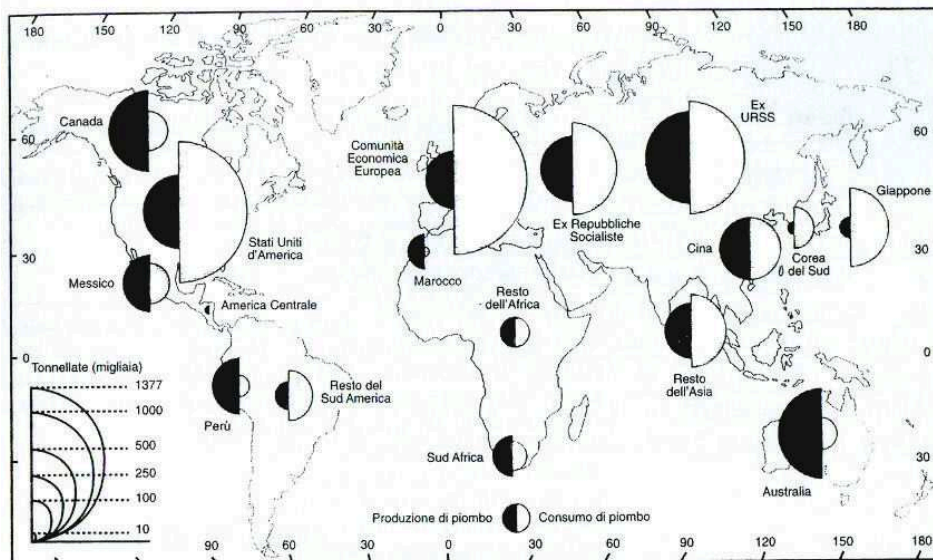 180 150 120 90 60 30 0 30 60 90 120 150 180
Canada
Comunità
Economica
Europea
Ex
URSS
60
60
Giappone
Stati Uniti
d'America
Ex Repubbliche
Socialiste
Cina
Corea
del Sud
30
30
Messico
America Centrale
Marocco
Resto
dell'Africa
0
0
Tonnellate (migliaia)
1377
1000
500
250
100
10
Perù
Resto del
Sud America
Resto
dell'Asia
Sud Africa
Australia
30
Produzione di piombo
Consumo di piombo
90 60 30 0 30 60 90 120 150 180